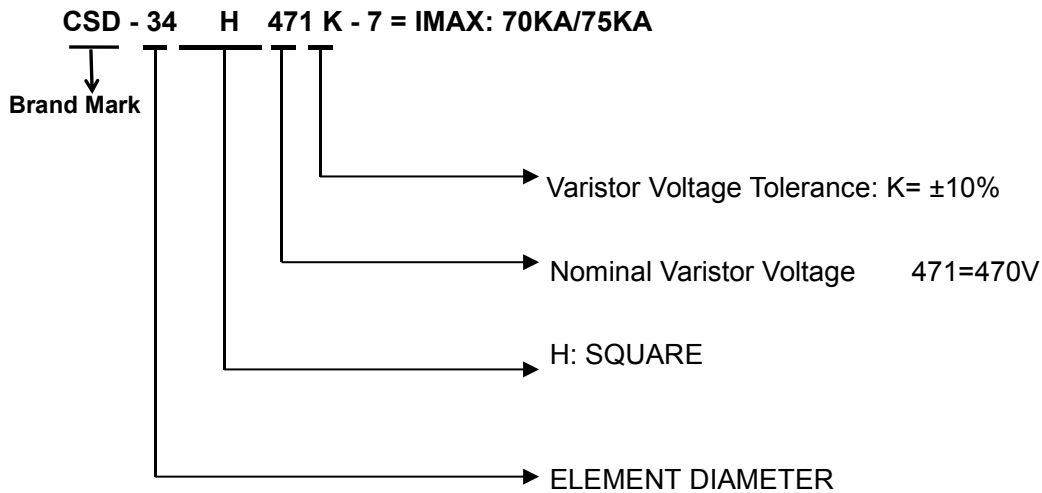 CSD - 34 H 471 K - 7 = IMAX: 70KA/75KA
Brand Mark
Varistor Voltage Tolerance: K= ±10%
Nominal Varistor Voltage 471=470V
H: SQUARE
ELEMENT DIAMETER